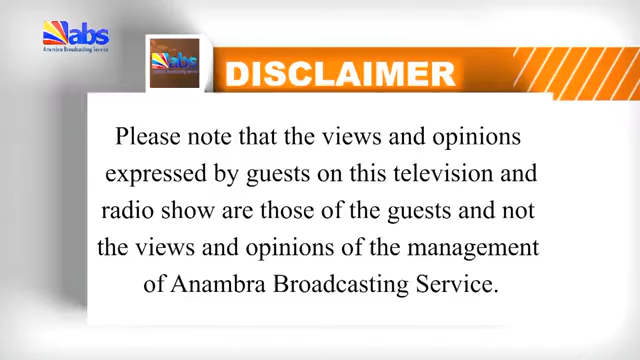 abs
Anambra Broadcasting Service
abs
DISCLAIMER
Please note that the views and opinions
expressed by guests on this television and
radio show are those of the guests and not
the views and opinions of the management
of Anambra Broadcasting Service.